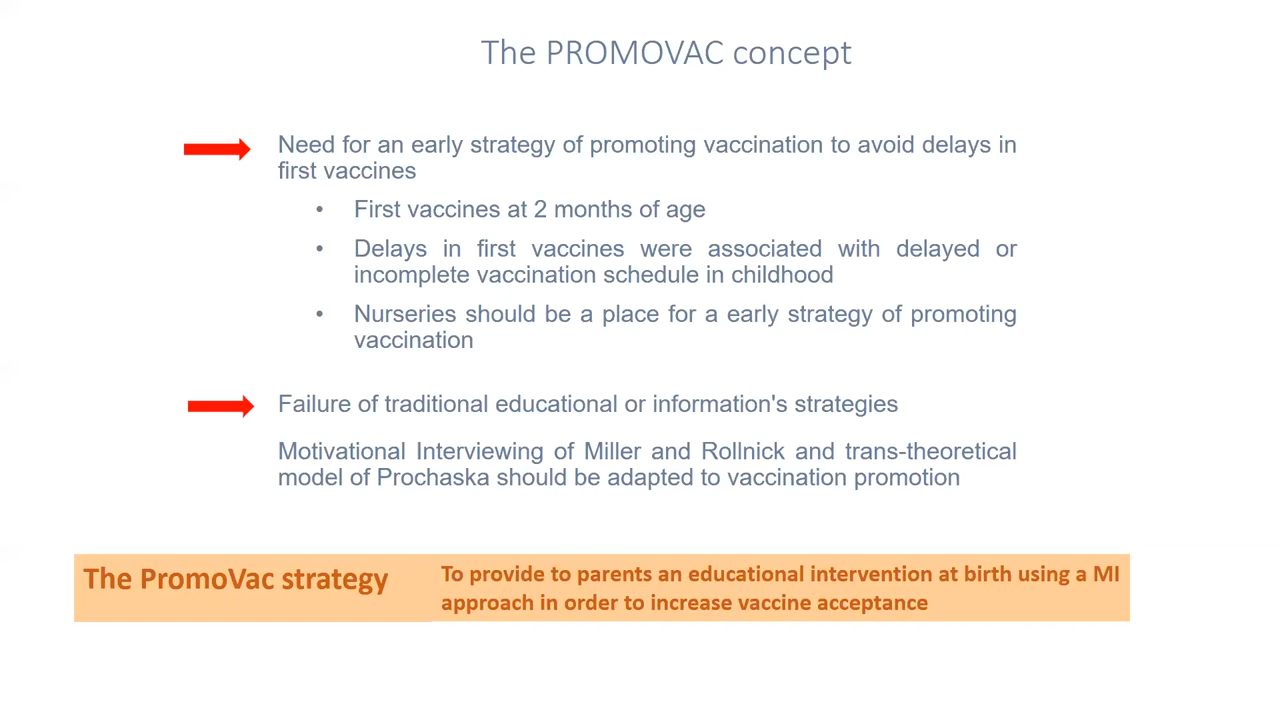 The PROMOVAC concept
Need for an early strategy of promoting vaccination to avoid delays in
first vaccines
• First vaccines at 2 months of age
• Delays in first vaccines were associated with delayed or
incomplete vaccination schedule in childhood
• Nurseries should be a place for a early strategy of promoting
vaccination
Failure of traditional educational or information's strategies
Motivational Interviewing of Miller and Rollnick and trans-theoretical
model of Prochaska should be adapted to vaccination promotion
The PromoVac strategy
To provide to parents an educational intervention at birth using a MI
approach in order to increase vaccine acceptance